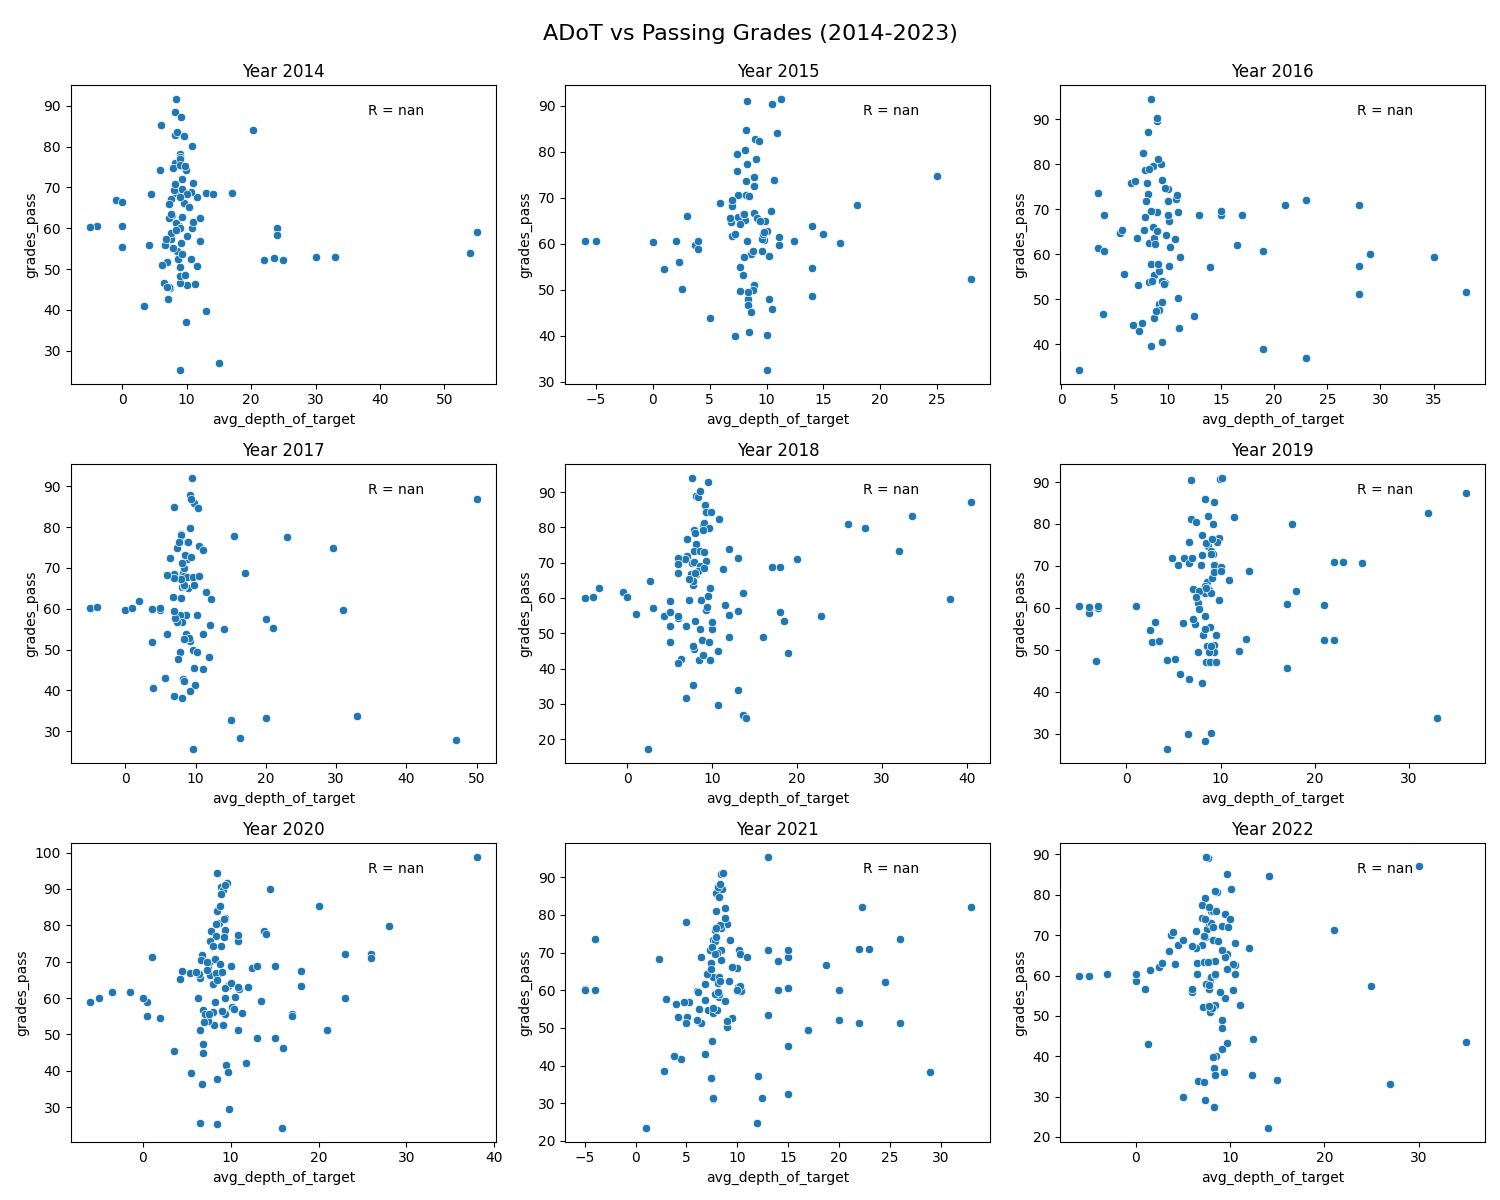 ADoT vs Passing Grades (2014-2023)
Year 2014
R = nan
grades_pass
90
80
70
60
50
40
30
0 10 20 30 40 50
avg_depth_of_target
Year 2015
R = nan
grades_pass
90
80
70
60
50
40
30
−5 0 5 10 15 20 25
avg_depth_of_target
Year 2016
R = nan
grades_pass
90
80
70
60
50
40
0 5 10 15 20 25 30 35
avg_depth_of_target
Year 2017
R = nan
grades_pass
90
80
70
60
50
40
30
0 10 20 30 40 50
avg_depth_of_target
Year 2018
R = nan
grades_pass
90
80
70
60
50
40
30
20
0 10 20 30 40
avg_depth_of_target
Year 2019
R = nan
grades_pass
90
80
70
60
50
40
30
0 10 20 30
avg_depth_of_target
Year 2020
R = nan
grades_pass
100
90
80
70
60
50
40
30
0 10 20 30 40
avg_depth_of_target
Year 2021
R = nan
grades_pass
90
80
70
60
50
40
30
20
−5 0 5 10 15 20 25 30
avg_depth_of_target
Year 2022
R = nan
grades_pass
90
80
70
60
50
40
30
20
0 10 20 30
avg_depth_of_target